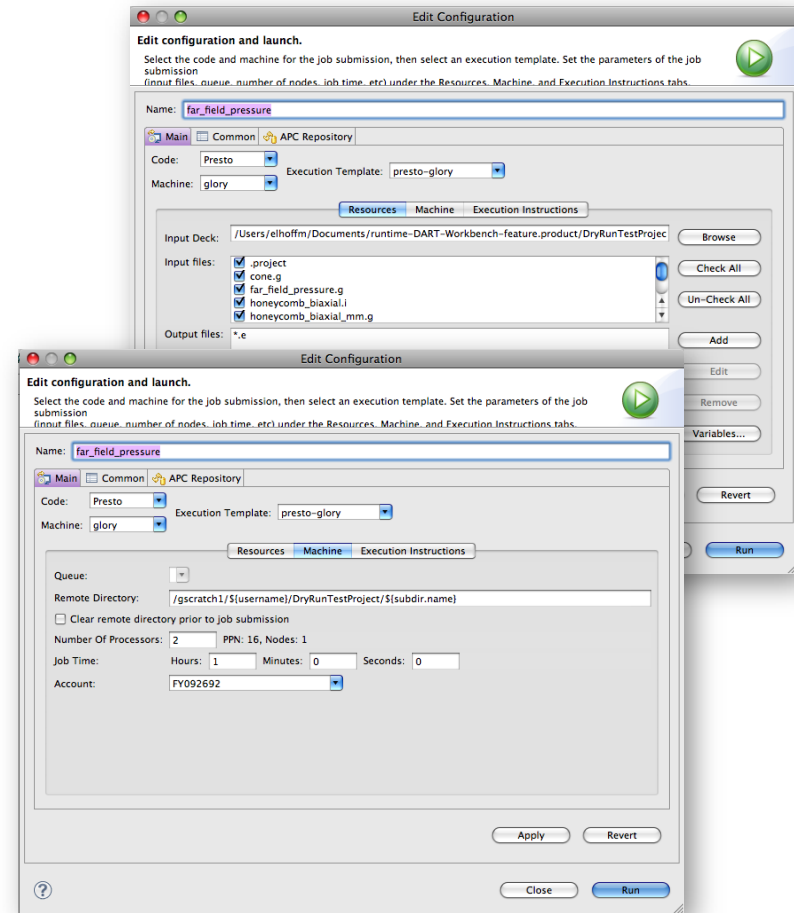 Edit Configuration
Edit configuration and launch.
Select the code and machine for the job submission, then select an execution template. Set the parameters of the job
submission
(input files, queue, number of nodes, job time, etc) under the Resources, Machine, and Execution Instructions tabs.
Name: far_field_pressure
Main Common APC Repository
Code: Presto
Execution Template: presto-glory
Machine: glory
Resources Machine Execution Instructions
Input Deck: /Users/elhoffm/Documents/runtime-DART-Workbench-feature.product/DryRunTestProjec Browse
Input files: .project
cone.g
far_field_pressure.g
honeycomb_biaxial.i
honeycomb_biaxial_mm.g
Check All
Un-Check All
Output files: *.e
Add
Edit
Remove
Variables...
Revert
Run
Edit Configuration
Edit configuration and launch.
Select the code and machine for the job submission, then select an execution template. Set the parameters of the job
submission
(input files, queue, number of nodes, job time, etc) under the Resources, Machine, and Execution Instructions tabs.
Name: far_field_pressure
Main Common APC Repository
Code: Presto
Execution Template: presto-glory
Machine: glory
Resources Machine Execution Instructions
Queue:
Remote Directory: /gscratch1/${username}/DryRunTestProject/${subdir.name}
Clear remote directory prior to job submission
Number Of Processors: 2 PPN: 16, Nodes: 1
Job Time: Hours: 1 Minutes: 0 Seconds: 0
Account: FY092692
Apply Revert
? Close Run